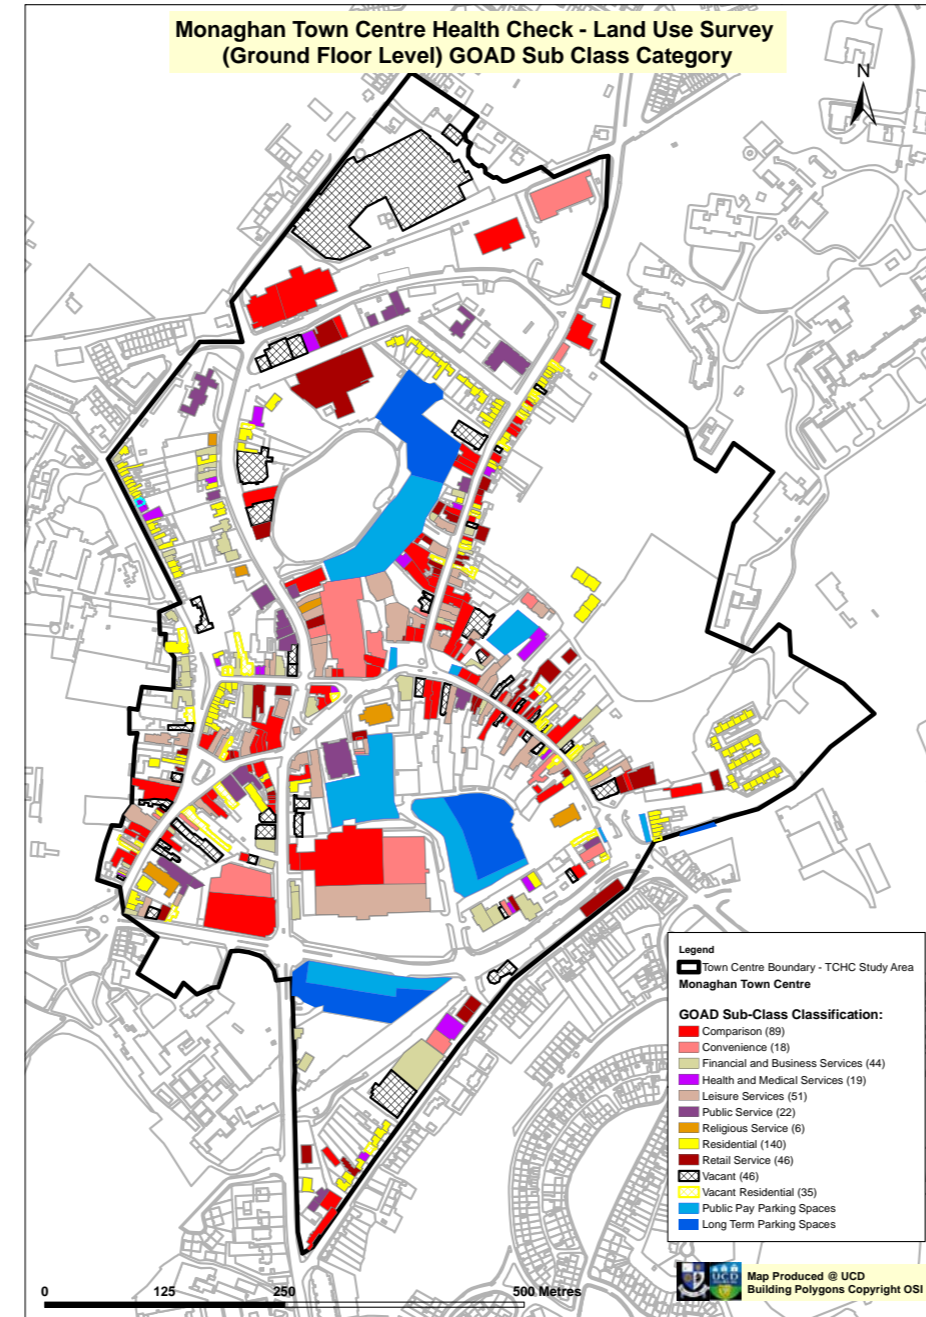 Monaghan Town Centre Health Check - Land Use Survey
(Ground Floor Level) GOAD Sub Class Category
N
Legend
Town Centre Boundary - TCHC Study Area
Monaghan Town Centre
GOAD Sub-Class Classification:
Comparison (89)
Convenience (18)
Financial and Business Services (44)
Health and Medical Services (19)
Leisure Services (51)
Public Service (22)
Religious Service (6)
Residential (140)
Retail Service (46)
Vacant (46)
Vacant Residential (35)
Public Pay Parking Spaces
Long Term Parking Spaces
UCD
Map Produced @ UCD
Building Polygons Copyright OSI
0 125 250 500 Metres